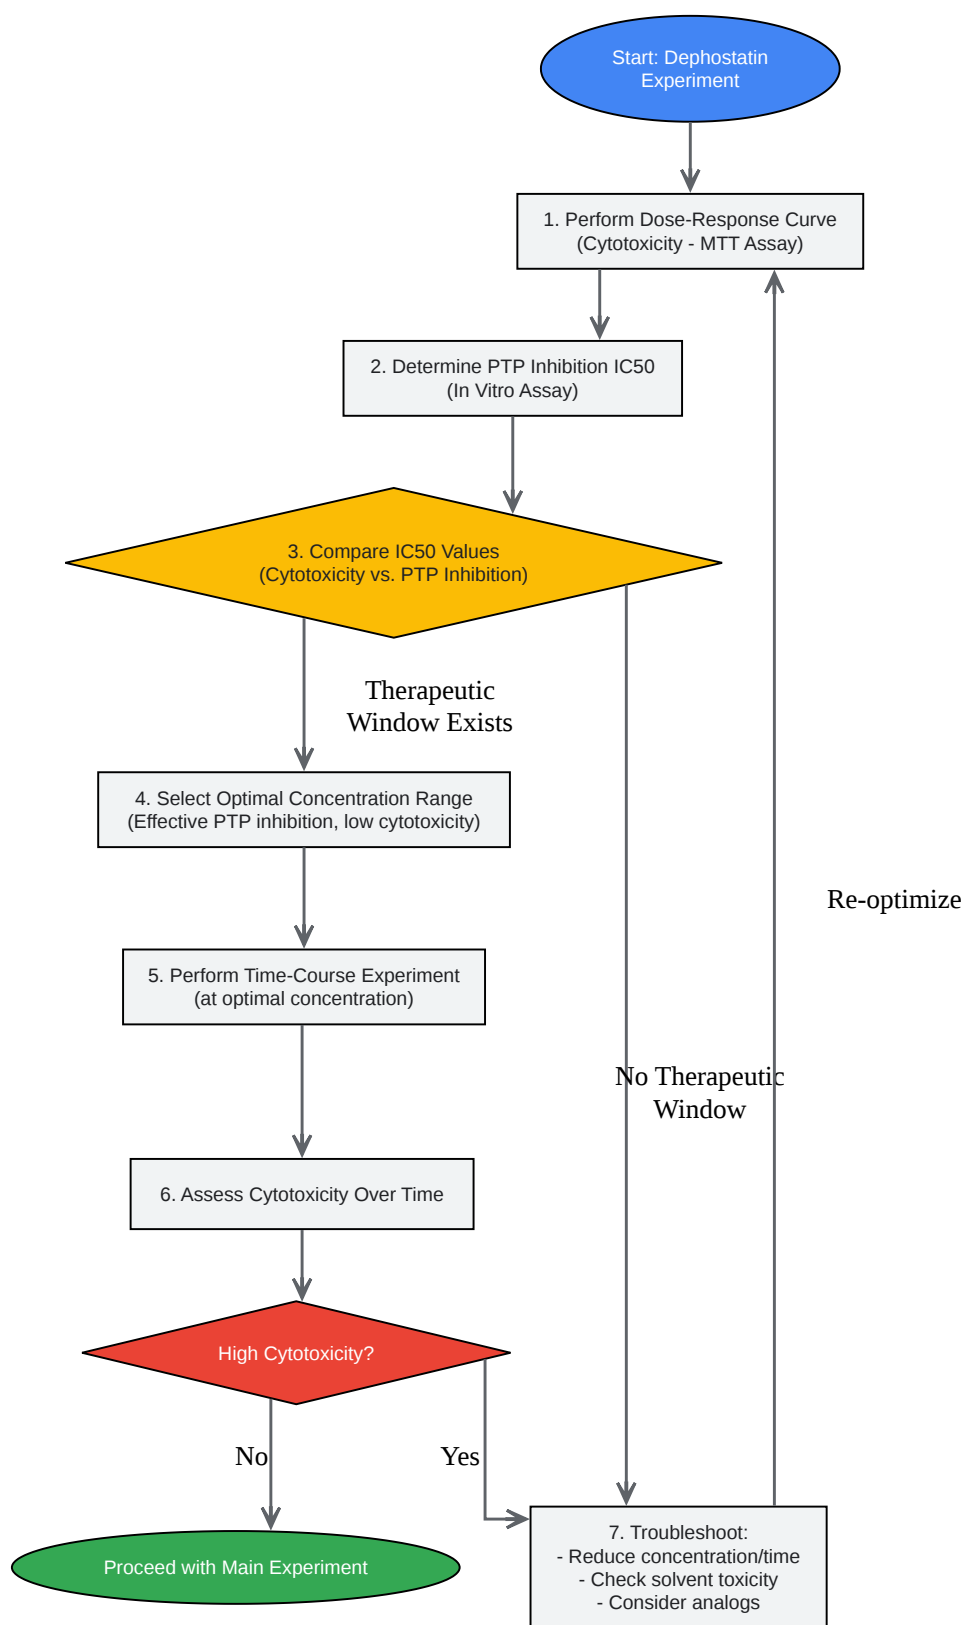 Start: Dephostatin
Experiment
1. Perform Dose-Response Curve
(Cytotoxicity - MTT Assay)
2. Determine PTP Inhibition IC50
(In Vitro Assay)
3. Compare IC50 Values
(Cytotoxicity vs. PTP Inhibition)
Therapeutic
Window Exists
4. Select Optimal Concentration Range
(Effective PTP inhibition, low cytotoxicity)
Re-optimize
5. Perform Time-Course Experiment
(at optimal concentration)
No Therapeutic
Window
6. Assess Cytotoxicity Over Time
High Cytotoxicity?
No
Yes
Proceed with Main Experiment
7. Troubleshoot:
- Reduce concentration/time
- Check solvent toxicity
- Consider analogs